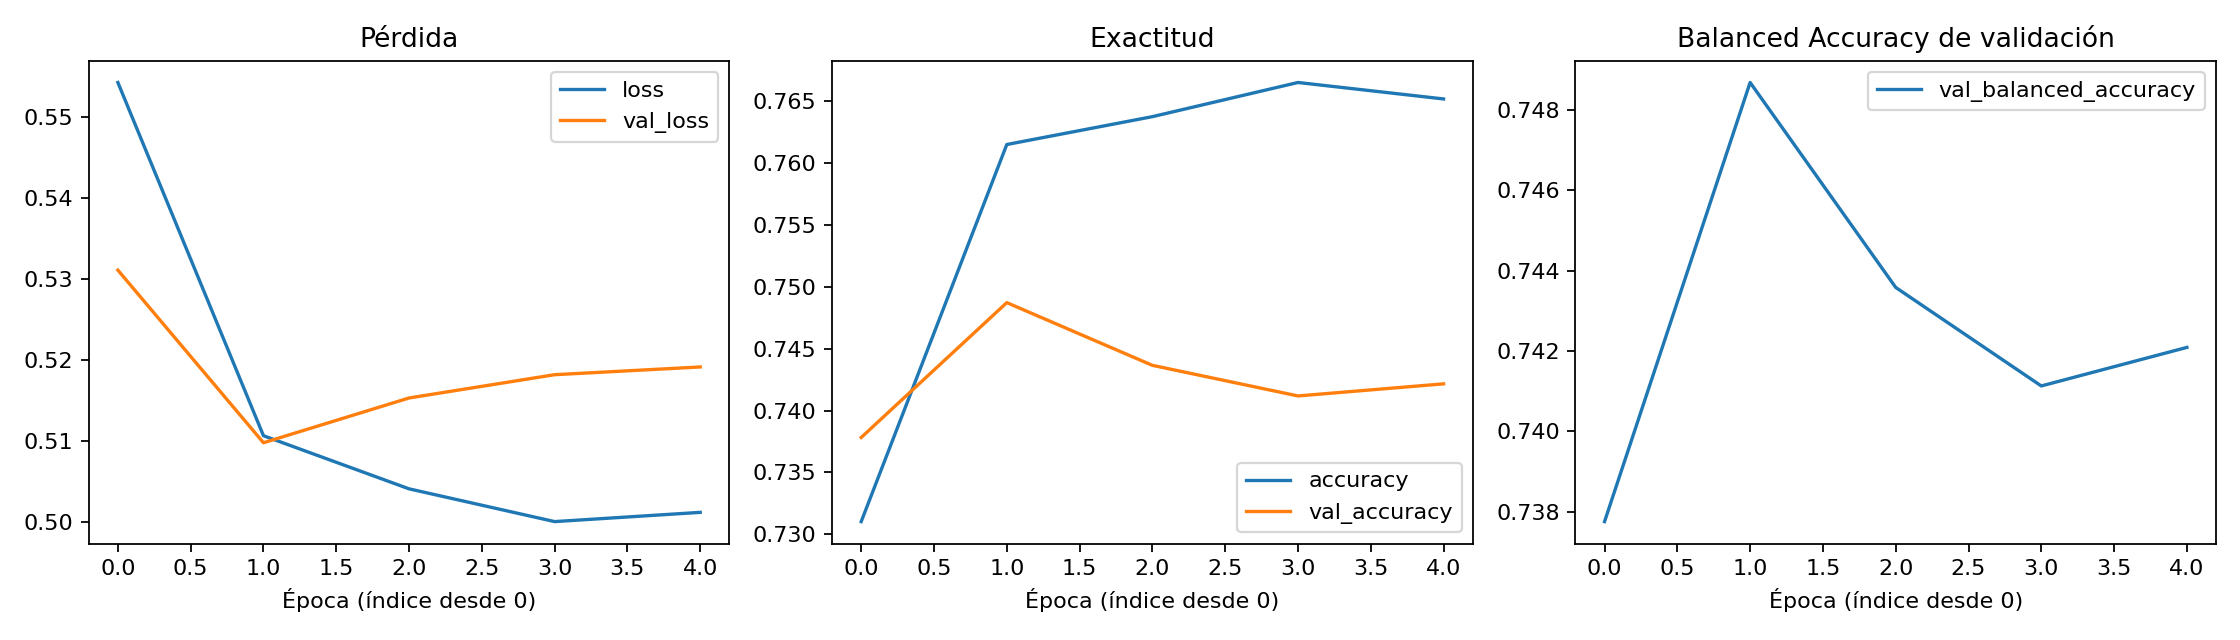 Pérdida
loss
val_loss
0.55
0.54
0.53
0.52
0.51
0.50
0.0 0.5 1.0 1.5 2.0 2.5 3.0 3.5 4.0
Época (índice desde 0)
Exactitud
0.765
0.760
0.755
0.750
0.745
0.740
0.735
0.730
accuracy
val_accuracy
0.0 0.5 1.0 1.5 2.0 2.5 3.0 3.5 4.0
Época (índice desde 0)
Balanced Accuracy de validación
val_balanced_accuracy
0.748
0.746
0.744
0.742
0.740
0.738
0.0 0.5 1.0 1.5 2.0 2.5 3.0 3.5 4.0
Época (índice desde 0)